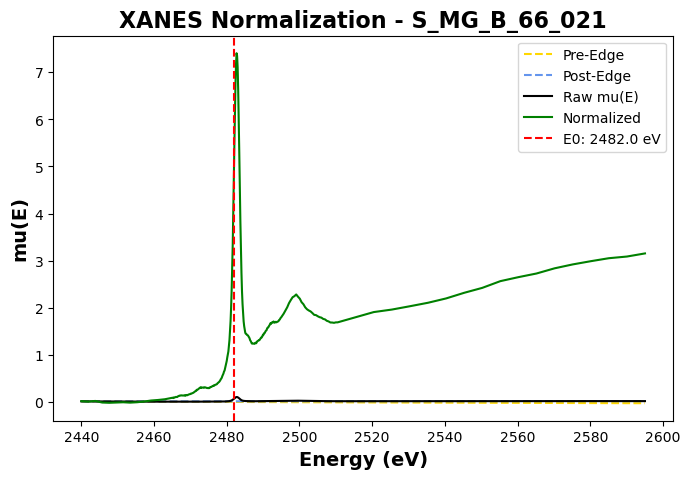 XANES Normalization - S_MG_B_66_021
mu(E)
7
6
5
4
3
2
1
0
Pre-Edge
Post-Edge
Raw mu(E)
Normalized
E0: 2482.0 eV
2440 2460 2480 2500 2520 2540 2560 2580 2600
Energy (eV)